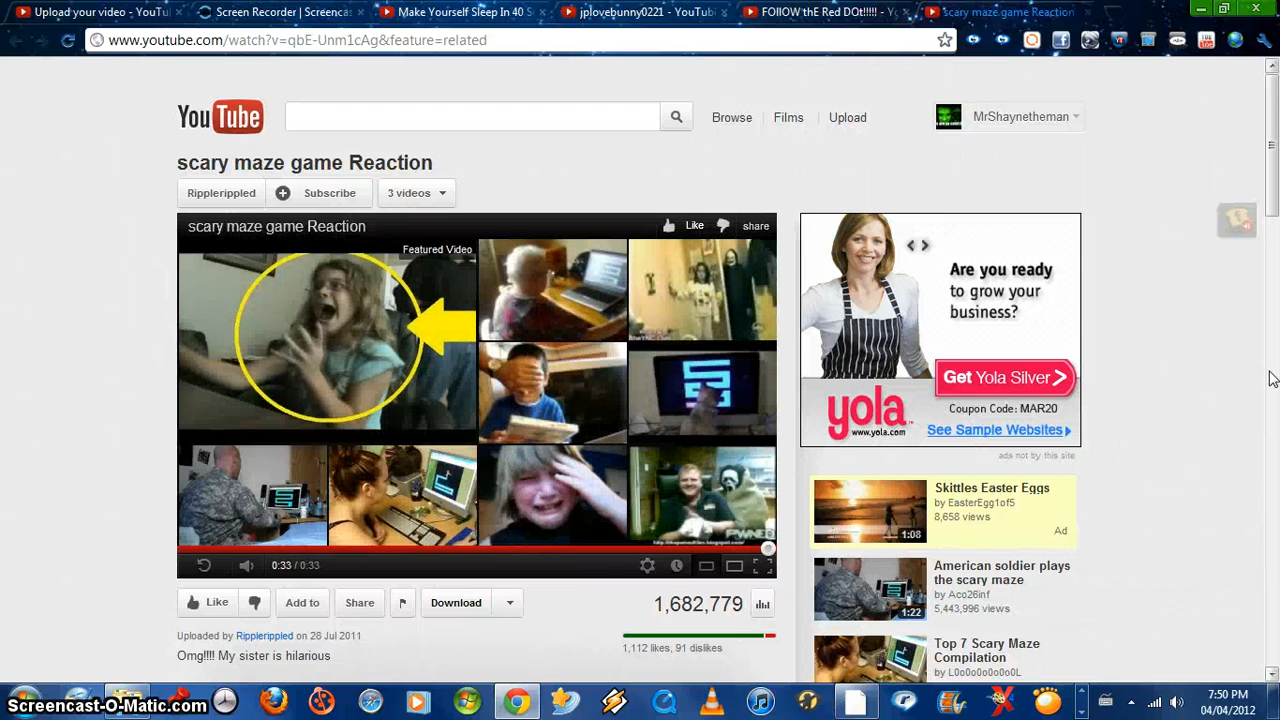 Upload your video - YouTu
Screen Recorder | Screencas
Make Yourself Sleep In 40 S
jplovebunny0221 - YouTub
FOllOW thE Red DOt!!!!! - Y
scary maze game Reaction
www.youtube.com/watch?v=qbE-Unm1cAg&feature=related
YouTube
Browse
Films
Upload
MrShaynetheman
scary maze game Reaction
Ripplerippled
Subscribe
3 videos
scary maze game Reaction
Like
share
Featured Video
Are you ready
to grow your
business?
Get Yola Silver >
Coupon Code: MAR20
yola
www.yola.com
See Sample Websites
ads not by this site
PWNED
0:33 / 0:33
Skittles Easter Eggs
by EasterEgg1of5
8,658 views
Ad
1:08
American soldier plays
the scary maze
by Aco26inf
5,443,996 views
1:22
Like
Add to
Share
Download
1,682,779
Uploaded by Ripplerippled on 28 Jul 2011
1,112 likes, 91 dislikes
Omg!!!! My sister is hilarious
Top 7 Scary Maze
Compilation
by L0o0o0o0o0o0L
Screencast-O-Matic.com
7:50 PM
04/04/2012